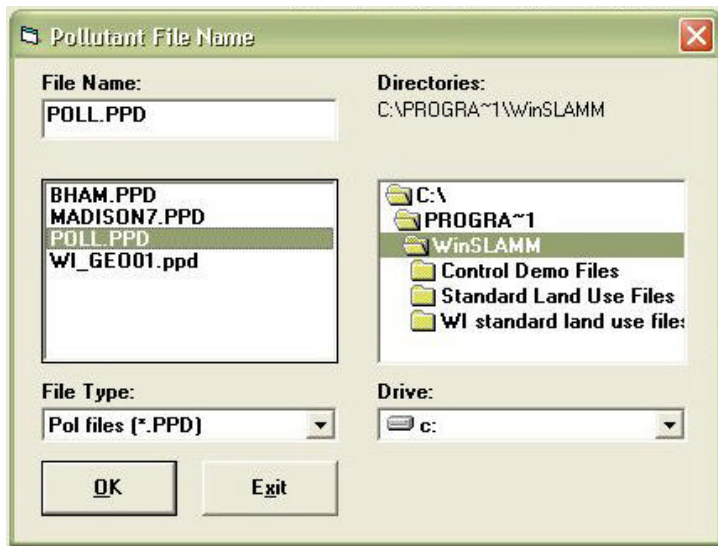 Pollutant File Name
File Name:
POLL.PPD
Directories:
C:\PROGRA~1\WinSLAMM
BHAM.PPD
MADISON7.PPD
POLL.PPD
WI_GEO01.ppd
C:\
PROGRA~1
WinSLAMM
Control Demo Files
Standard Land Use Files
WI standard land use files
File Type:
Pol files (*.PPD)
Drive:
c:
OK
Exit